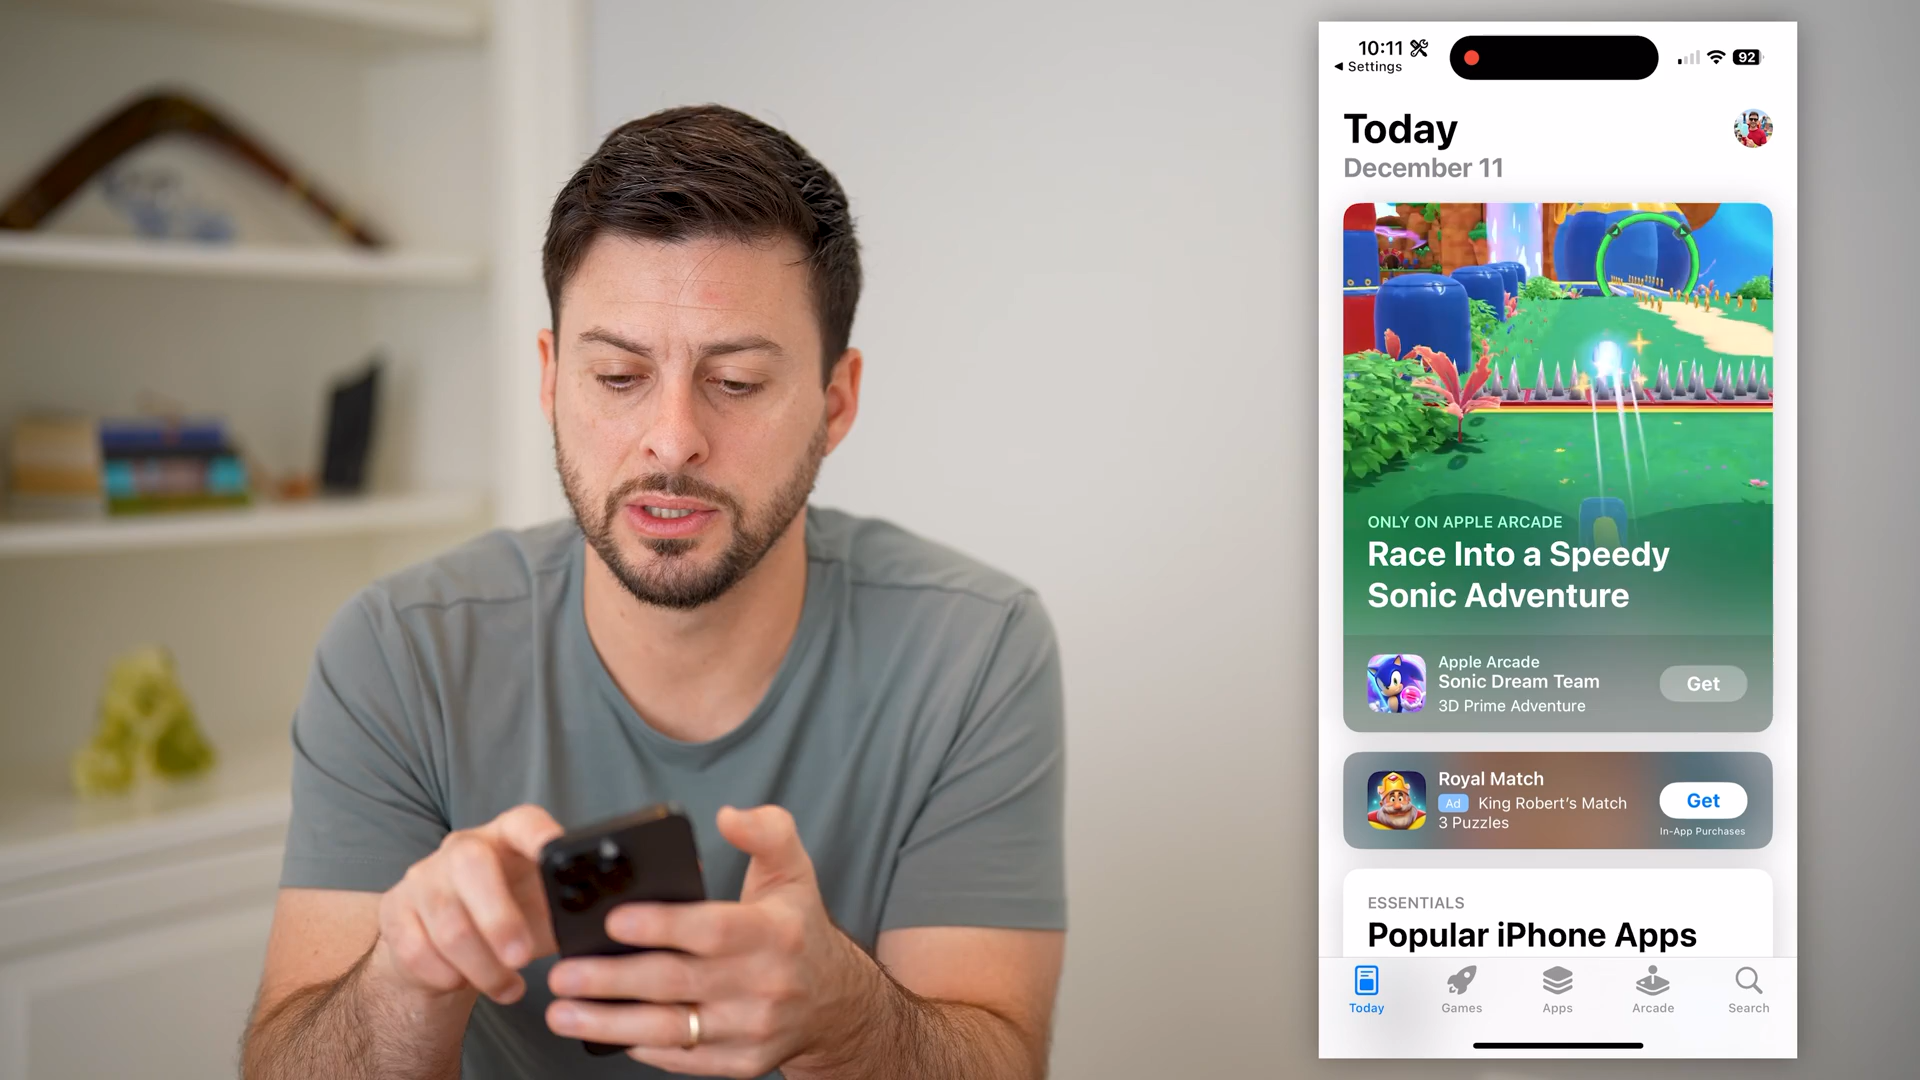 10:11
◀ Settings
92
Today
December 11
ONLY ON APPLE ARCADE
Race Into a Speedy
Sonic Adventure
Apple Arcade
Sonic Dream Team
3D Prime Adventure
Get
Royal Match
Ad King Robert's Match
3 Puzzles
Get
In-App Purchases
ESSENTIALS
Popular iPhone Apps
Today
Games
Apps
Arcade
Search